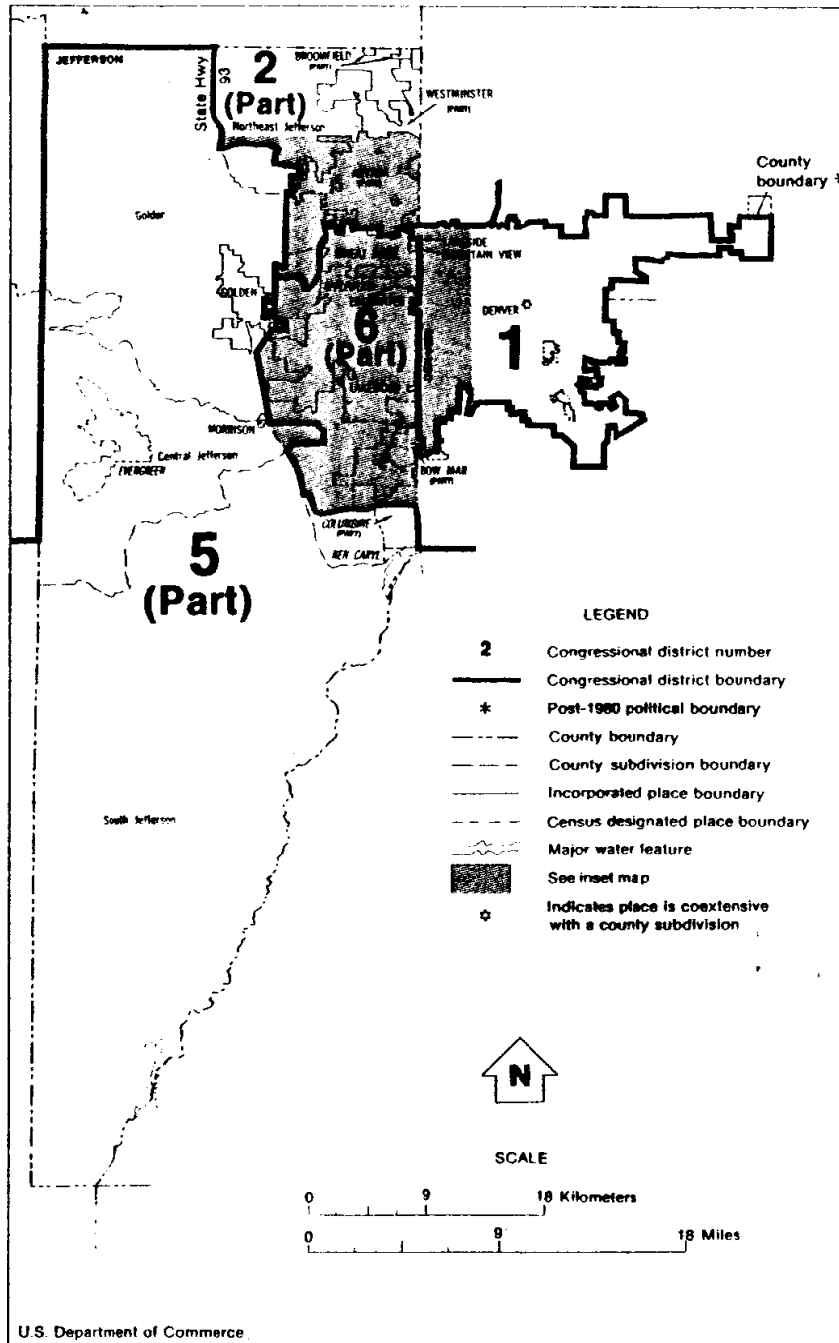 JEFFERSON
State Hwy 93
2
(Part)
BROOMFIELD
(PART)
WESTMINSTER
(PART)
Northeast Jefferson
County
boundary *
Golden
(PART)
MOUNTAIN VIEW
GOLDEN
DENVER
6
(Part)
1
MORRISON
Central Jefferson
EVERGREEN
BOW MAR
(PART)
COLUMBINE
(PART)
KEN CARYL
5
(Part)
South Jefferson
LEGEND
2 Congressional district number
Congressional district boundary
* Post-1980 political boundary
County boundary
County subdivision boundary
Incorporated place boundary
Census designated place boundary
Major water feature
See inset map
Indicates place is coextensive
with a county subdivision
N
SCALE
0 9 18 Kilometers
0 9 18 Miles
U.S. Department of Commerce